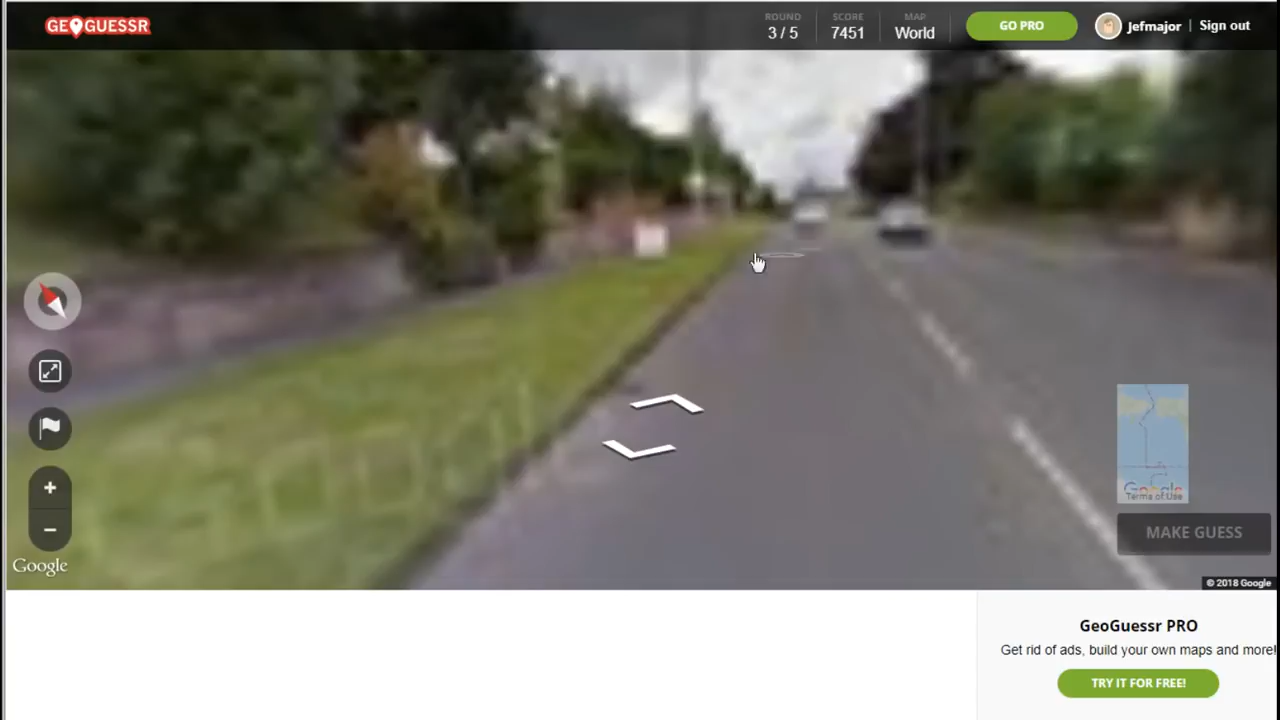 GEOGUESSR
ROUND
3 / 5
SCORE
7451
MAP
World
GO PRO
Jefmajor
Sign out
Google
Terms of Use
MAKE GUESS
Google
© 2018 Google
GeoGuessr PRO
Get rid of ads, build your own maps and more!
TRY IT FOR FREE!